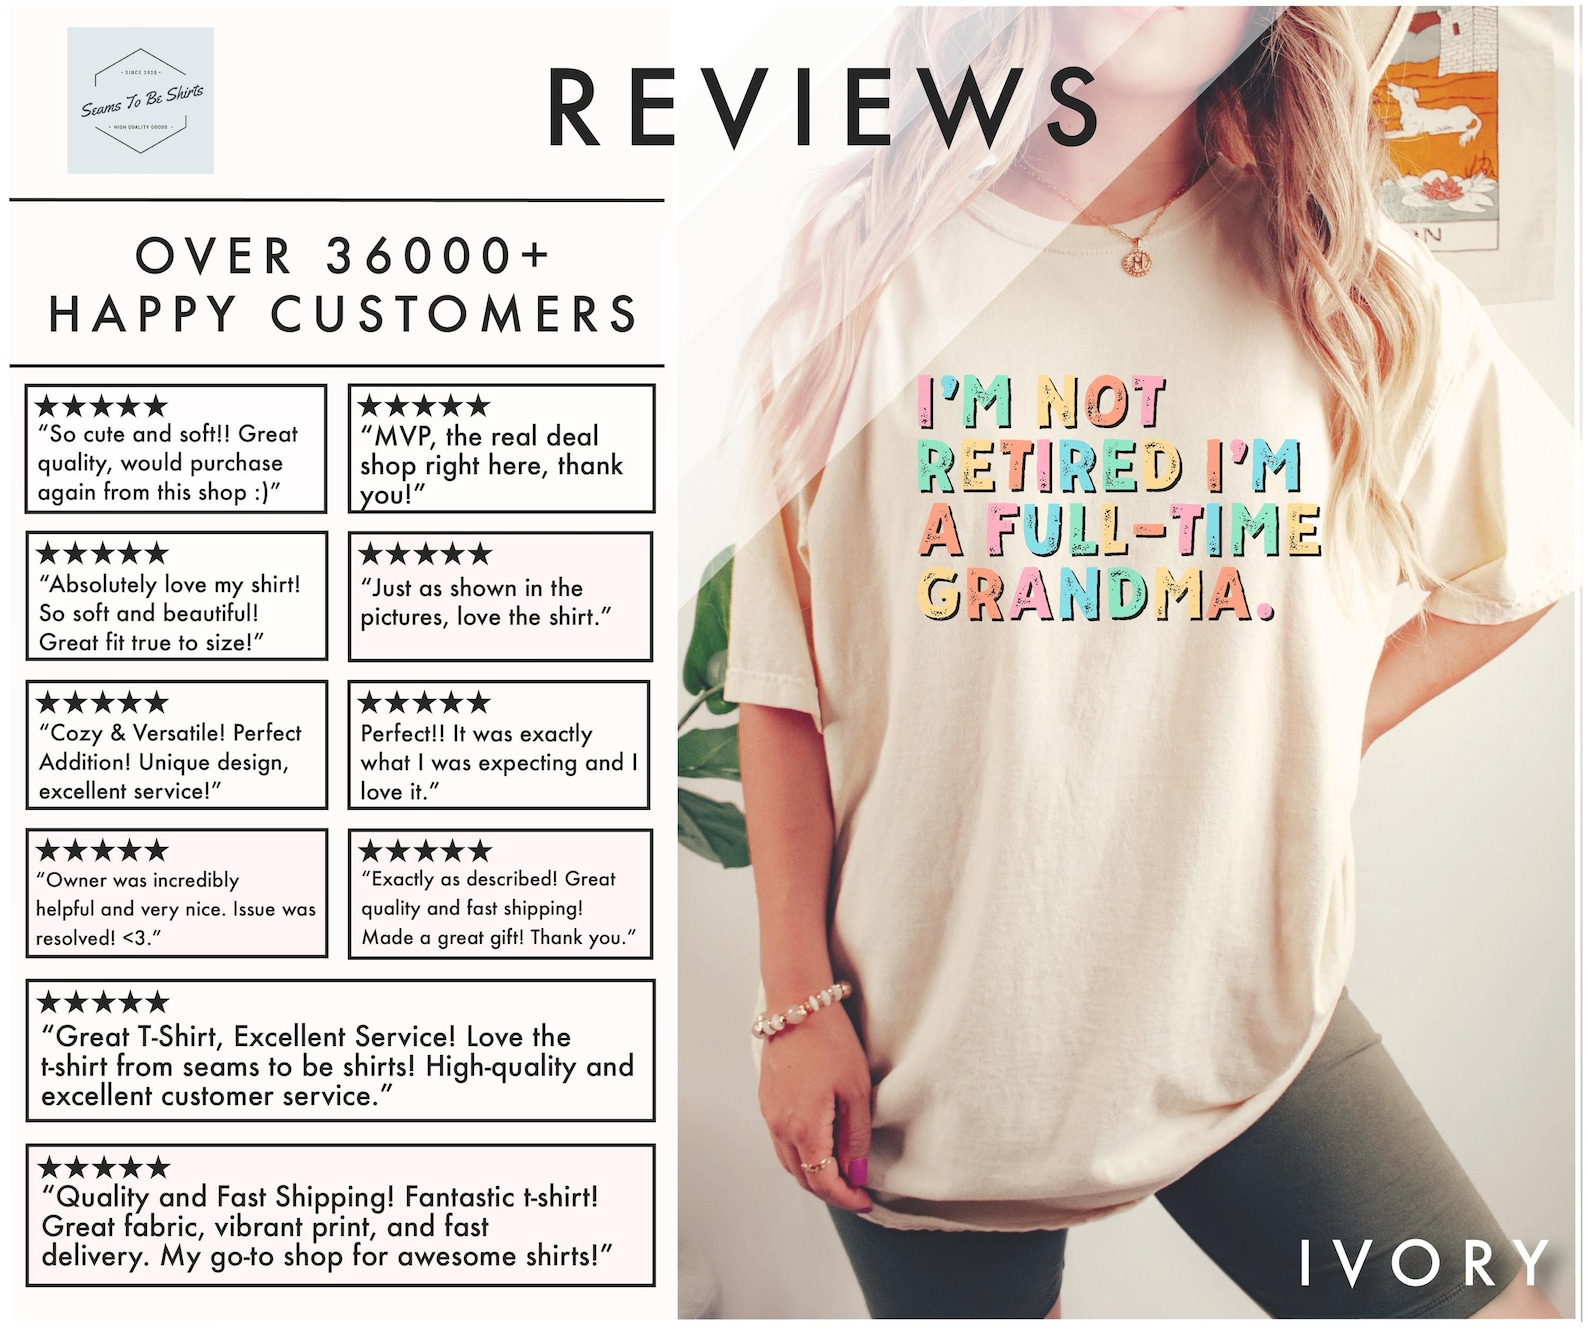 · SINCE 2020 ·
Seams To Be Shirts
· HIGH QUALITY GOODS ·
REVIEWS
OVER 36000+
HAPPY CUSTOMERS
★★★★★
“So cute and soft!! Great
quality, would purchase
again from this shop :)”
★★★★★
“MVP, the real deal
shop right here, thank
you!”
★★★★★
“Absolutely love my shirt!
So soft and beautiful!
Great fit true to size!”
★★★★★
“Just as shown in the
pictures, love the shirt.”
★★★★★
“Cozy & Versatile! Perfect
Addition! Unique design,
excellent service!”
★★★★★
Perfect!! It was exactly
what I was expecting and I
love it.”
★★★★★
“Owner was incredibly
helpful and very nice. Issue was
resolved! <3.”
★★★★★
“Exactly as described! Great
quality and fast shipping!
Made a great gift! Thank you.”
★★★★★
“Great T-Shirt, Excellent Service! Love the
t-shirt from seams to be shirts! High-quality and
excellent customer service.”
★★★★★
“Quality and Fast Shipping! Fantastic t-shirt!
Great fabric, vibrant print, and fast
delivery. My go-to shop for awesome shirts!”
I'M NOT
RETIRED I'M
A FULL-TIME
GRANDMA.
IVORY